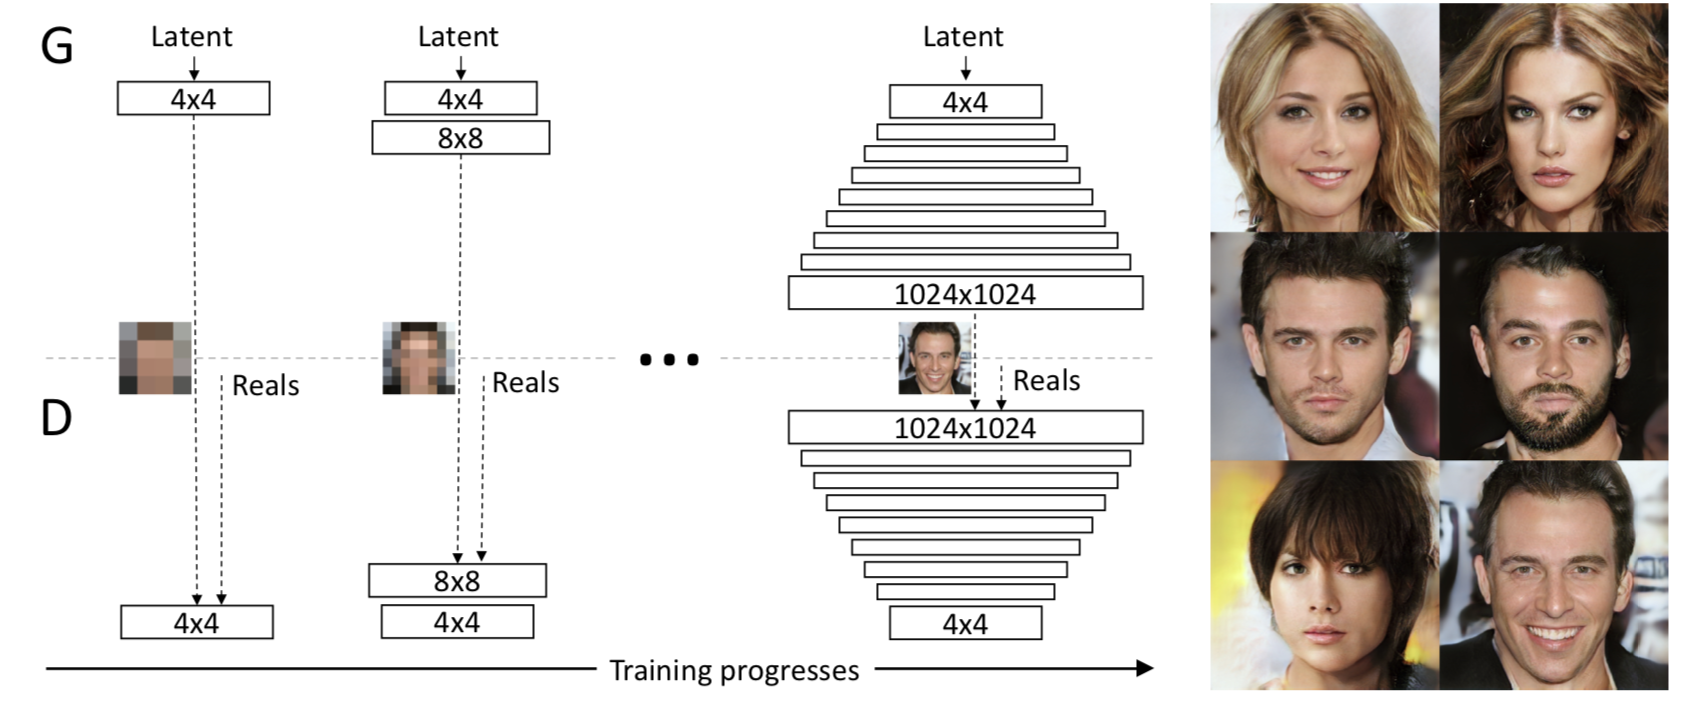 G
Latent
Latent
Latent
4x4
4x4
4x4
8x8
1024x1024
Reals
Reals
Reals
D
1024x1024
8x8
4x4
4x4
4x4
Training progresses